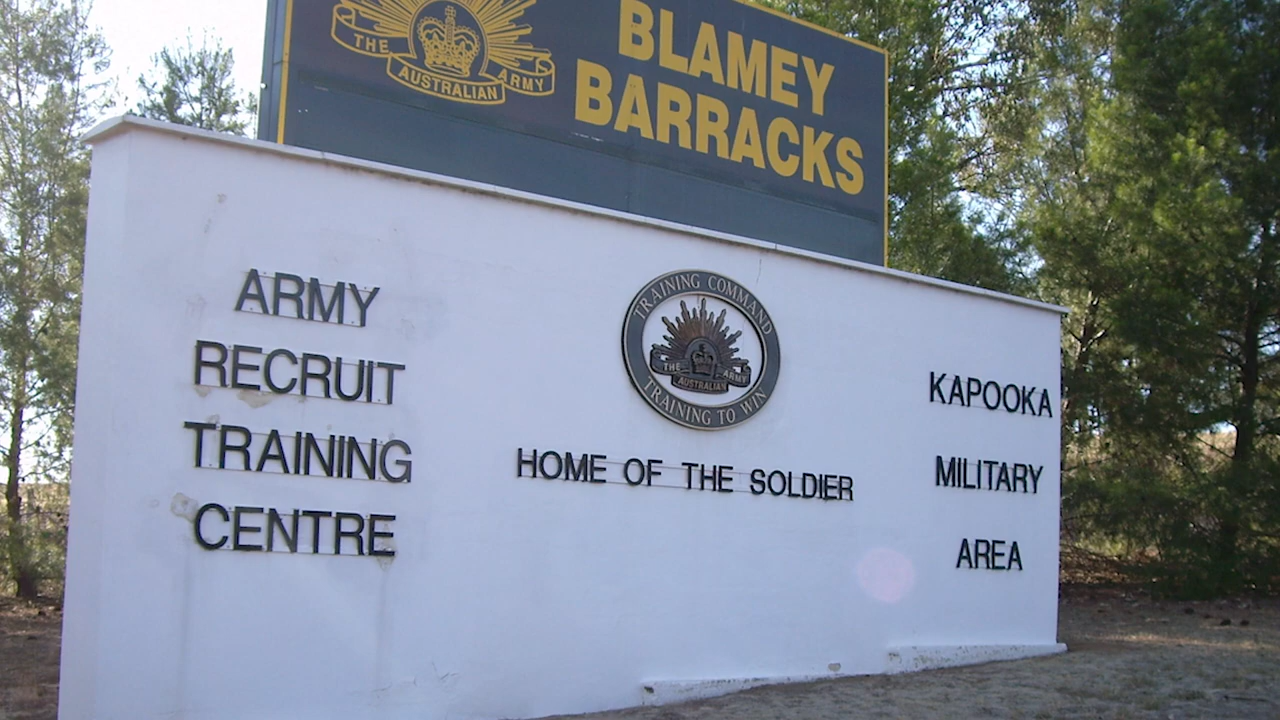 THE AUSTRALIAN ARMY
BLAMEY
BARRACKS
ARMY
RECRUIT
TRAINING
CENTRE
TRAINING COMMAND
THE AUSTRALIAN ARMY
TRAINING TO WIN
HOME OF THE SOLDIER
KAPOOKA
MILITARY
AREA